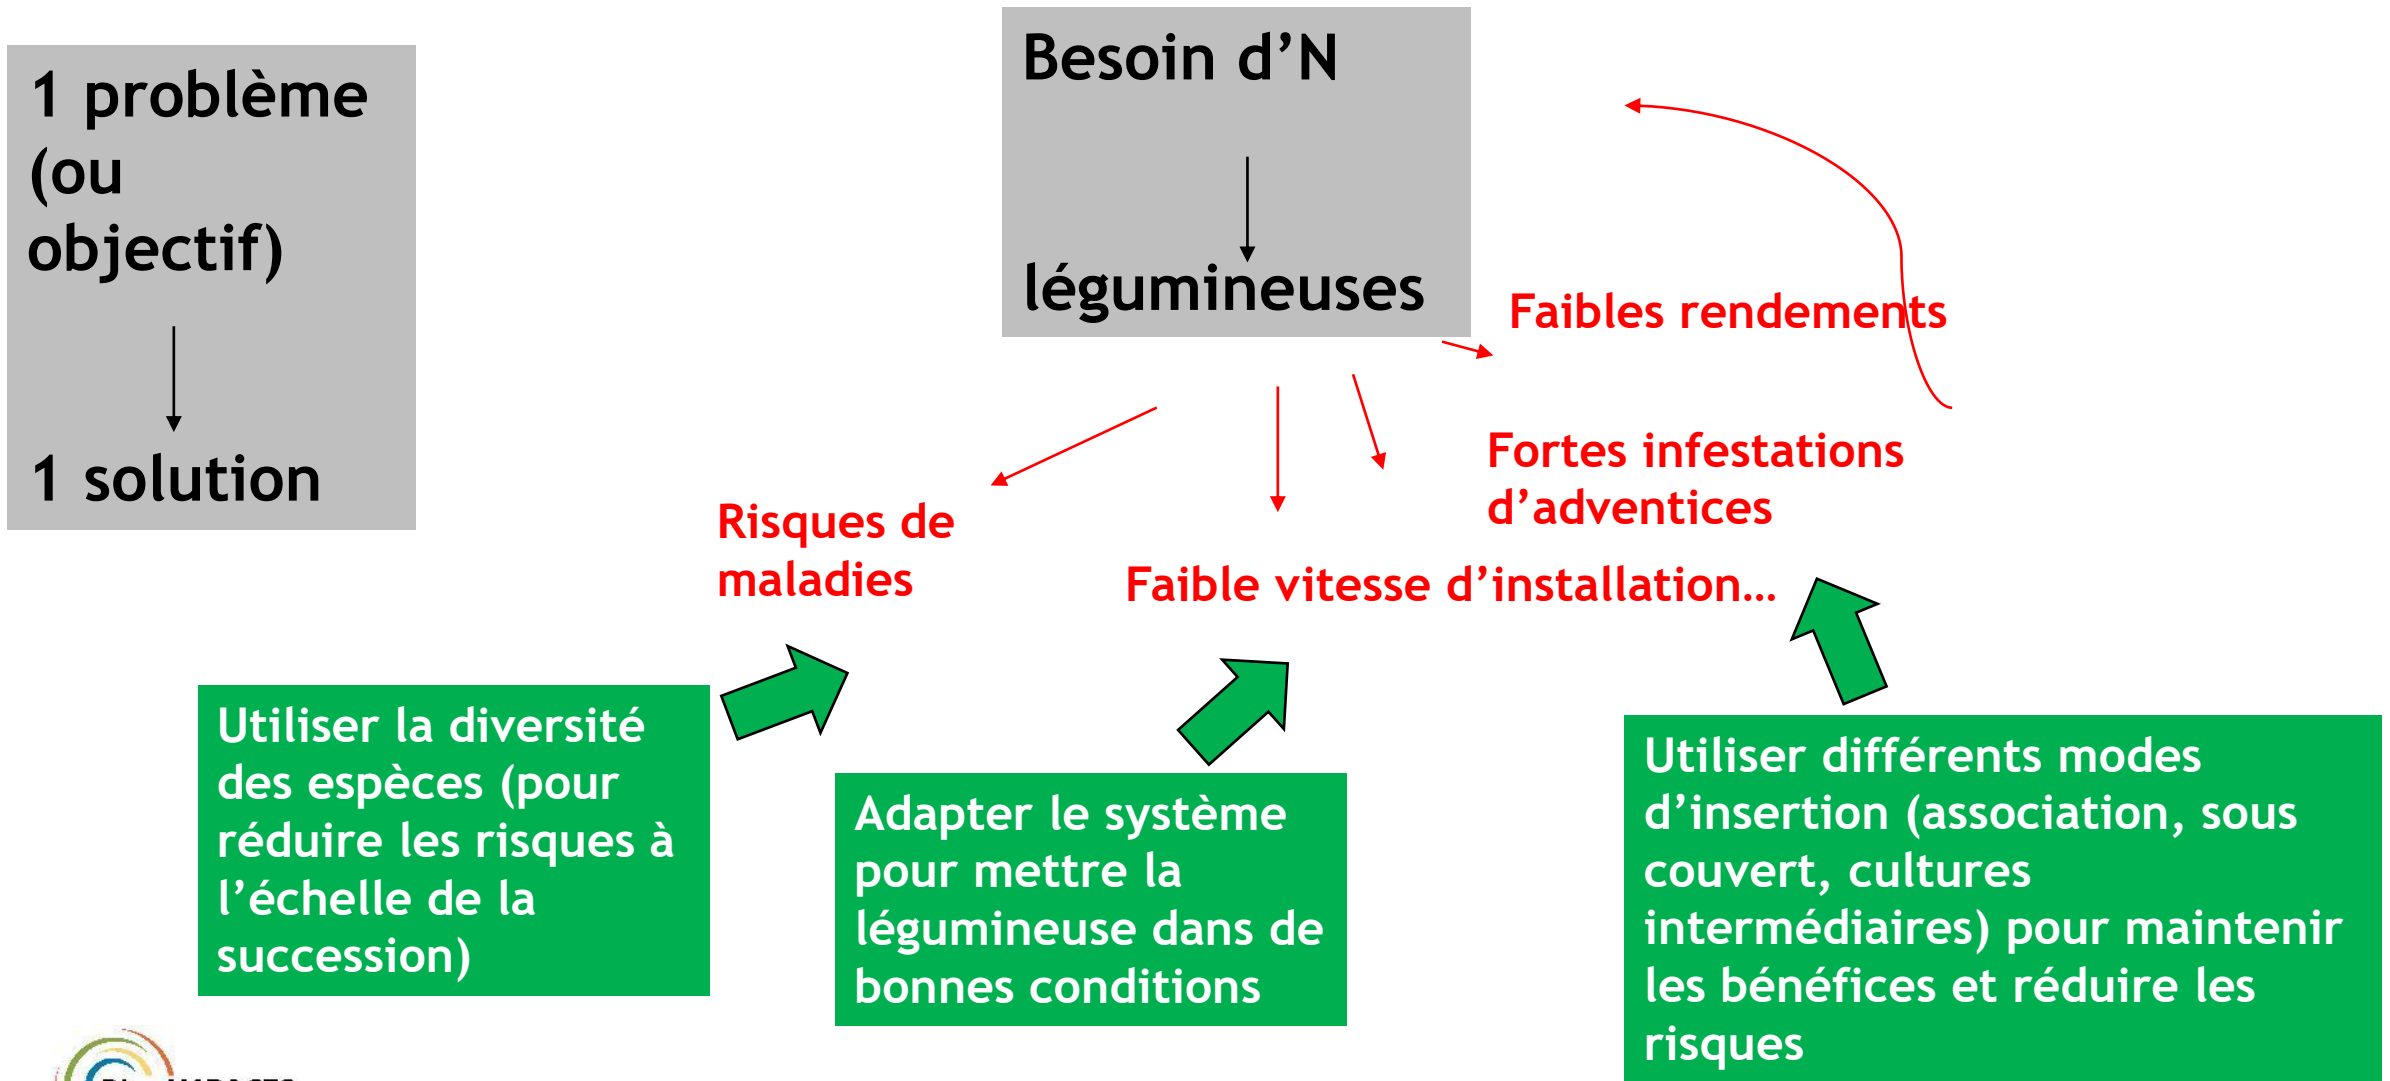 1 problème
(ou
objectif)
1 solution
Besoin d’N
légumineuses
Faibles rendements
Fortes infestations
d’adventices
Risques de
maladies
Faible vitesse d’installation…
Utiliser la diversité
des espèces (pour
réduire les risques à
l’échelle de la
succession)
Adapter le système
pour mettre la
légumineuse dans de
bonnes conditions
Utiliser différents modes
d’insertion (association, sous
couvert, cultures
intermédiaires) pour maintenir
les bénéfices et réduire les
risques